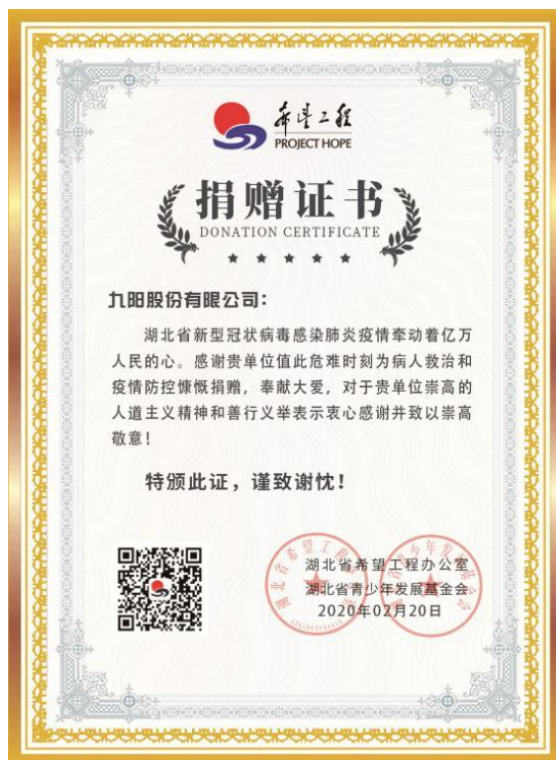 希望工程
PROJECT HOPE
捐赠证书
DONATION CERTIFICATE
九阳股份有限公司：
湖北省新型冠状病毒感染肺炎疫情牵动着亿万
人民的心。感谢贵单位值此危难时刻为病人救治和
疫情防控慷慨捐赠，奉献大爱，对于贵单位崇高的
人道主义精神和善行义举表示衷心感谢并致以崇高
敬意！
特颁此证，谨致谢忱！
湖北省希望工程办公室
湖北省青少年发展基金会
2020年02月20日